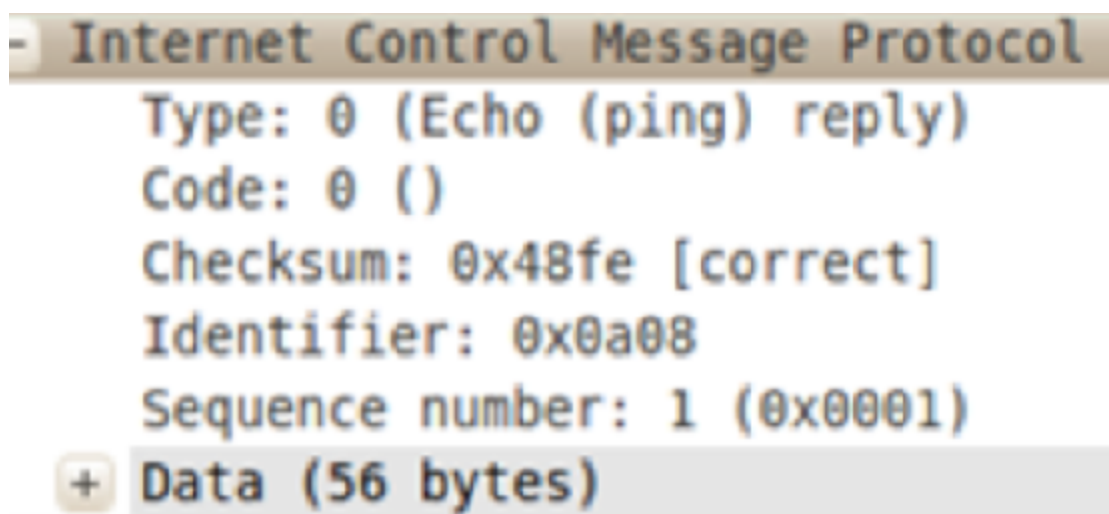 Internet Control Message Protocol
Type: 0 (Echo (ping) reply)
Code: 0 ()
Checksum: 0x48fe [correct]
Identifier: 0x0a08
Sequence number: 1 (0x0001)
Data (56 bytes)